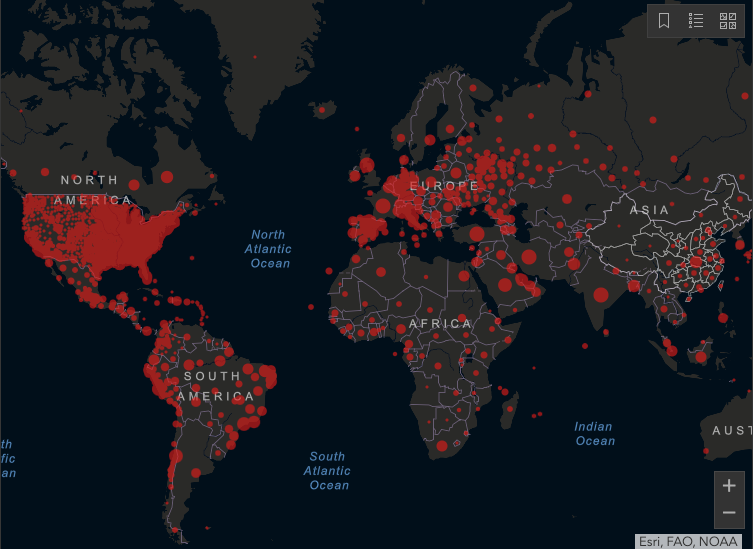 NORTH
AMERICA
EUROPE
ASIA
North
Atlantic
Ocean
AFRICA
SOUTH
AMERICA
Indian
Ocean
AUST
th
fic
an
South
Atlantic
Ocean
+
−
Esri, FAO, NOAA